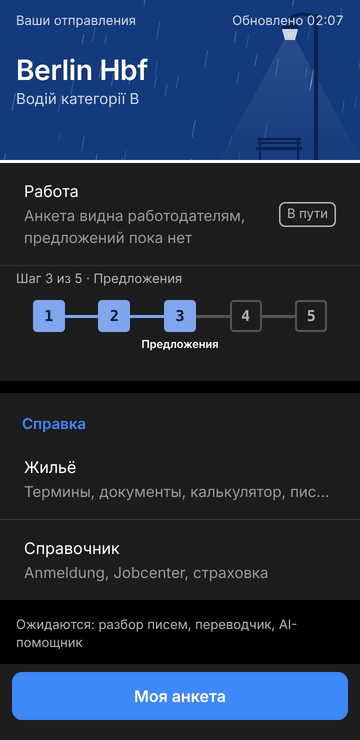 Ваши отправления
Обновлено 02:07
Berlin Hbf
Водій категорії В
Работа
Анкета видна работодателям,
предложений пока нет
В пути
Шаг 3 из 5 · Предложения
1 2 3 4 5
Предложения
Справка
Жильё
Термины, документы, калькулятор, пис...
Справочник
Anmeldung, Jobcenter, страховка
Ожидаются: разбор писем, переводчик, AI-
помощник
Моя анкета